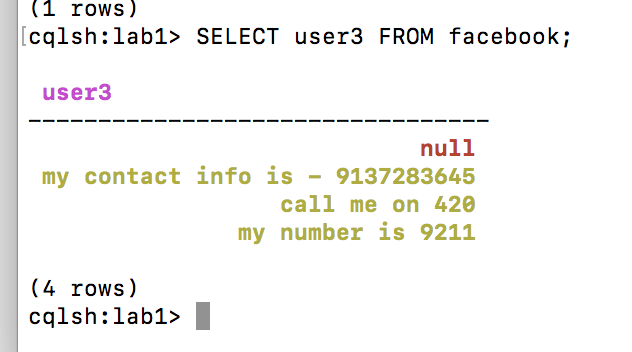 (1 rows)
[cqlsh:lab1> SELECT user3 FROM facebook;
user3
----------------------------------
null
my contact info is - 9137283645
call me on 420
my number is 9211
(4 rows)
cqlsh:lab1>